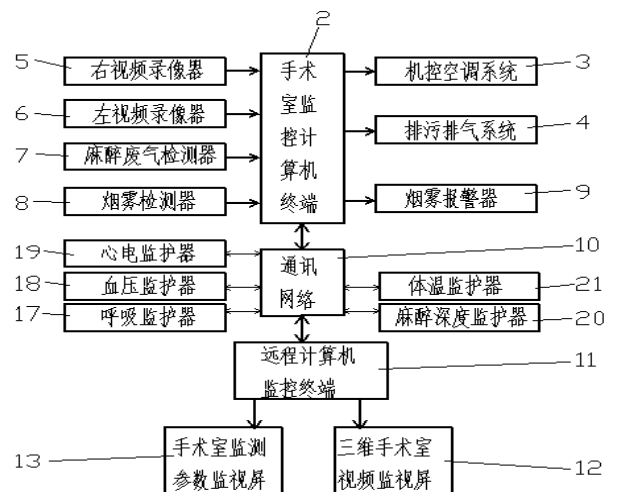 2
5
右视频录像器
手术
室监
控计
算机
终端
机控空调系统
3
6
左视频录像器
排污排气系统
4
7
麻醉废气检测器
8
烟雾检测器
烟雾报警器
9
19
心电监护器
通讯
网络
10
18
血压监护器
体温监护器
21
17
呼吸监护器
麻醉深度监护器
20
远程计算机
监控终端
11
13
手术室监测
参数监视屏
三维手术室
视频监视屏
12